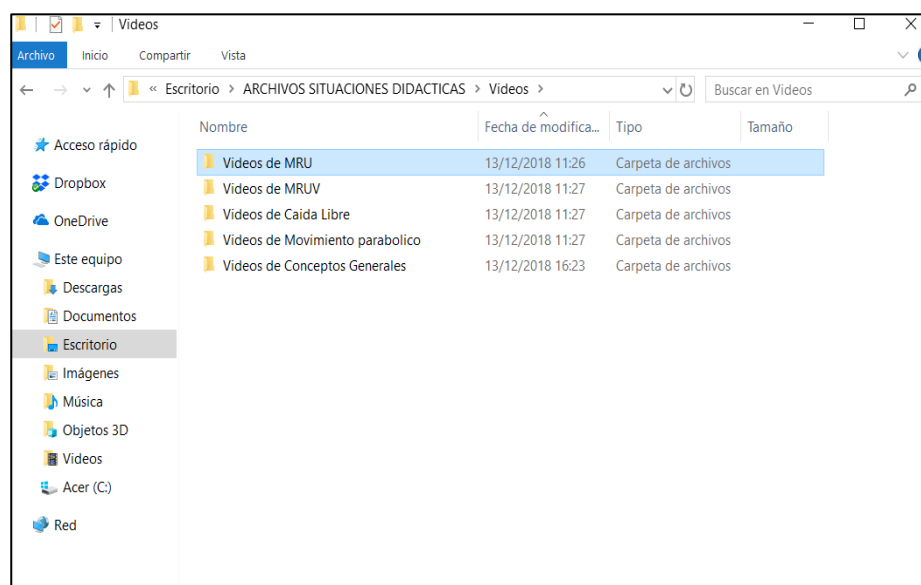 Videos
Archivo Inicio Compartir Vista
« Escritorio > ARCHIVOS SITUACIONES DIDACTICAS > Videos > Buscar en Videos
Nombre Fecha de modifica... Tipo Tamaño
Acceso rápido
Dropbox
OneDrive
Este equipo
Descargas
Documentos
Escritorio
Imágenes
Música
Objetos 3D
Videos
Acer (C:)
Red
Videos de MRU 13/12/2018 11:26 Carpeta de archivos
Videos de MRUV 13/12/2018 11:27 Carpeta de archivos
Videos de Caida Libre 13/12/2018 11:27 Carpeta de archivos
Videos de Movimiento parabolico 13/12/2018 11:27 Carpeta de archivos
Videos de Conceptos Generales 13/12/2018 16:23 Carpeta de archivos